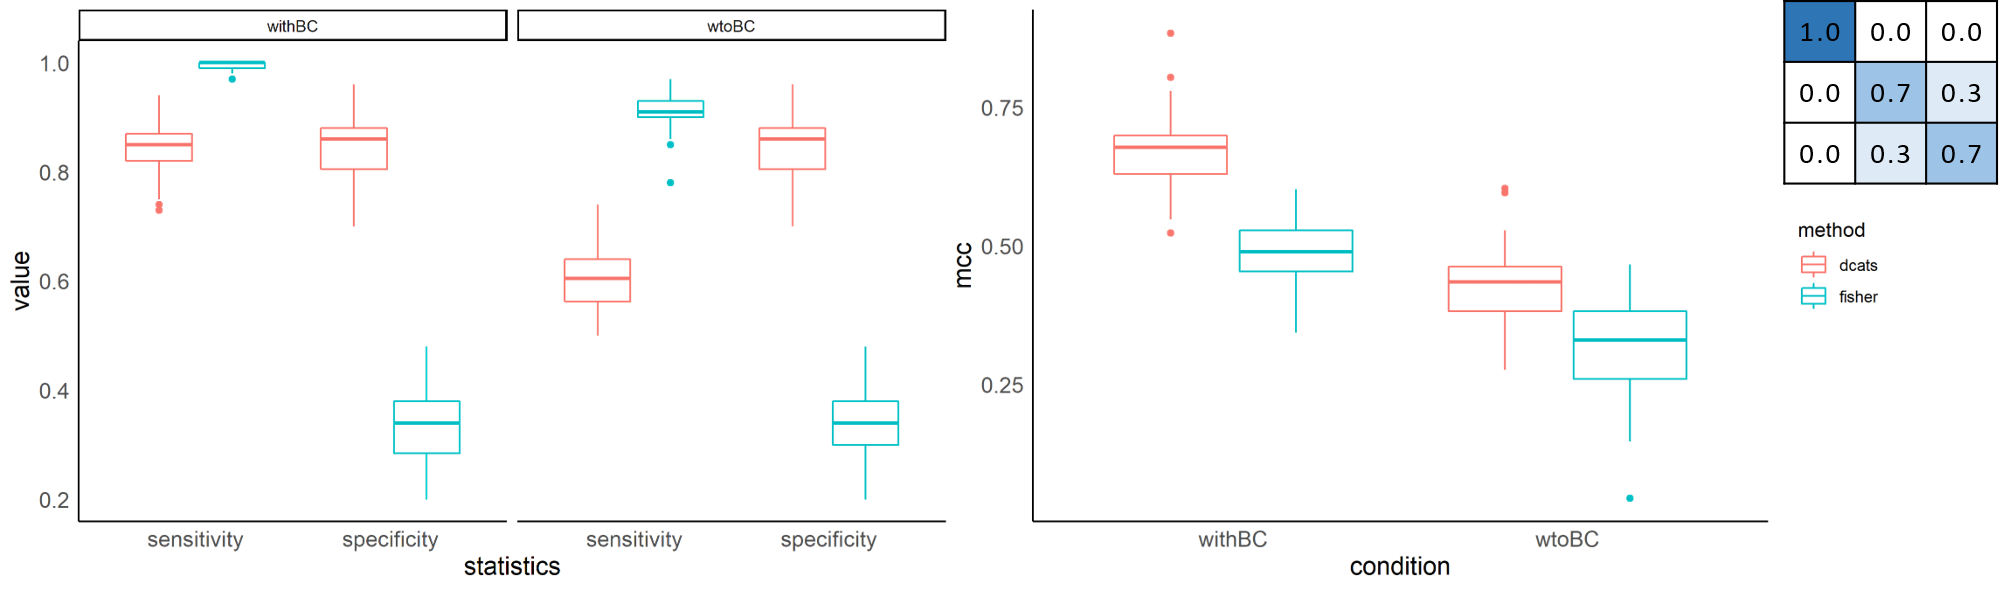 withBC
wtoBC
value
1.0
0.8
0.6
0.4
0.2
sensitivity specificity
sensitivity specificity
statistics
mcc
0.75
0.50
0.25
withBC wtoBC
condition
1.0 0.0 0.0
0.0 0.7 0.3
0.0 0.3 0.7
method
dcats
fisher